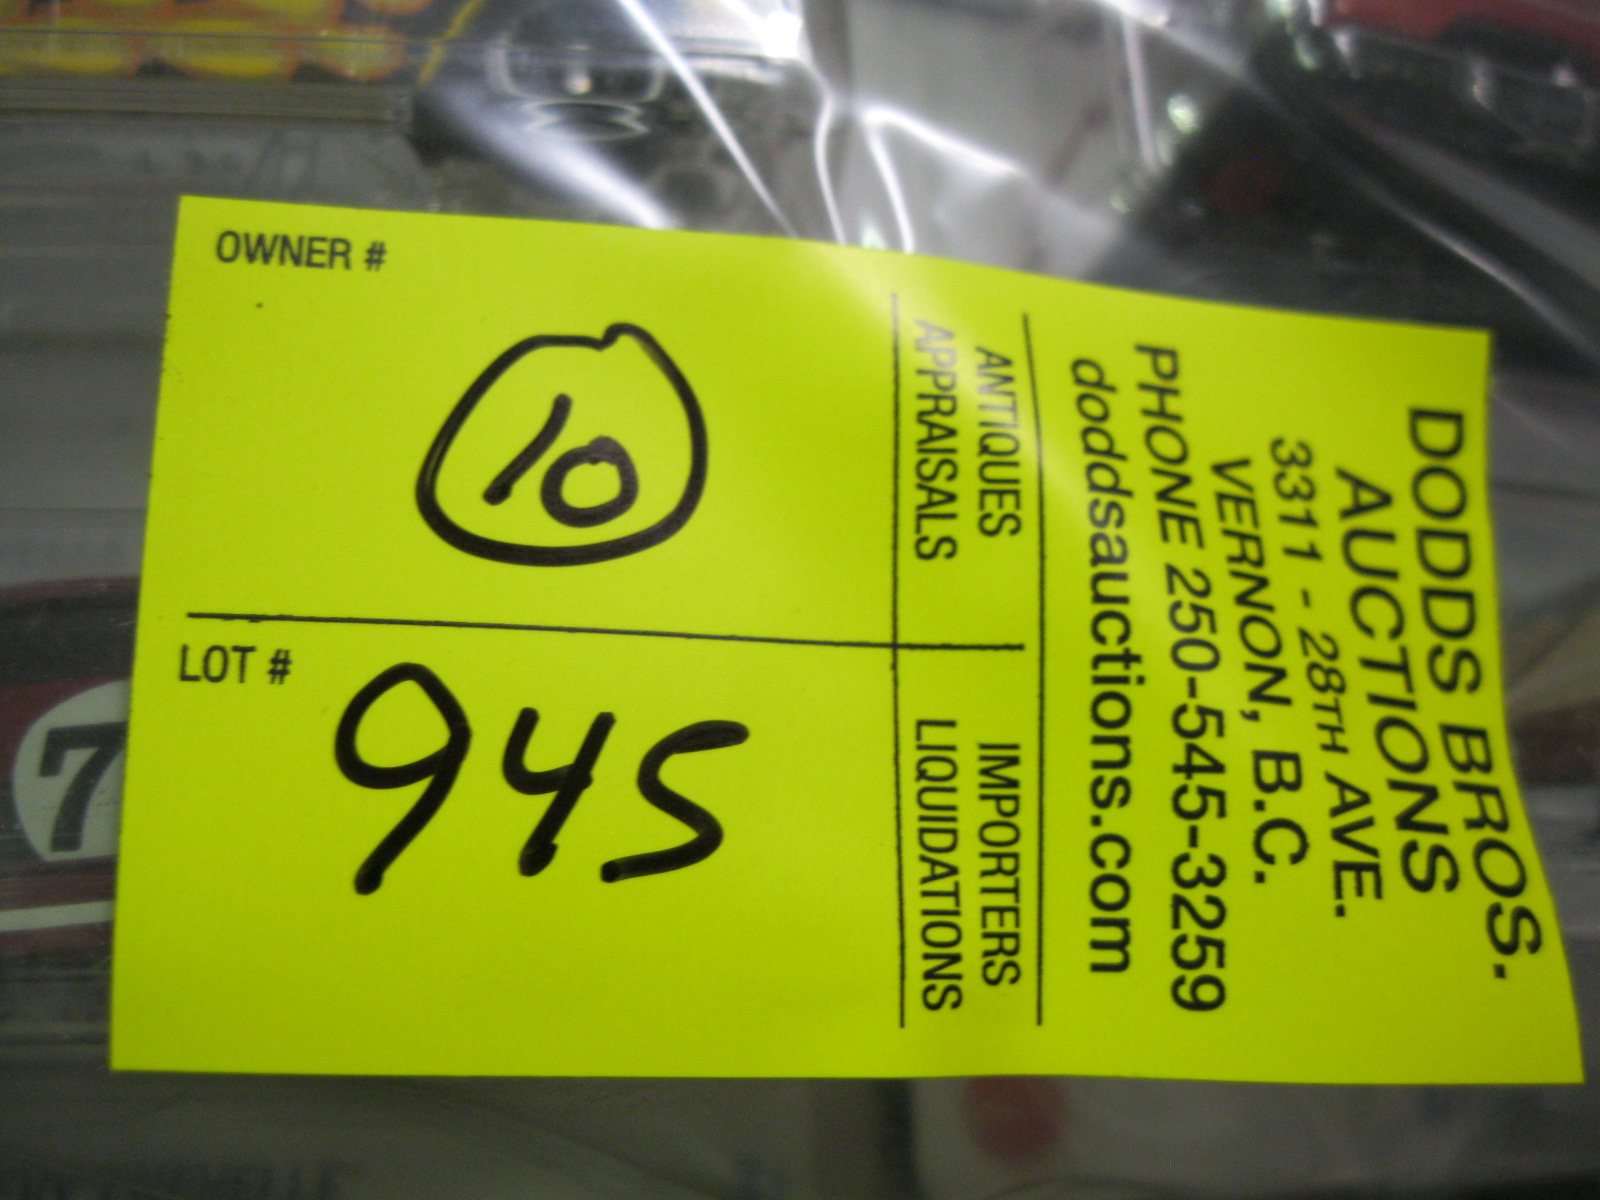 OWNER #
10
LOT #
945
DODDS BROS.
AUCTIONS
3311 - 28TH AVE.
VERNON, B.C.
PHONE 250-545-3259
doddsauctions.com
ANTIQUES
APPRAISALS
IMPORTERS
LIQUIDATIONS
7